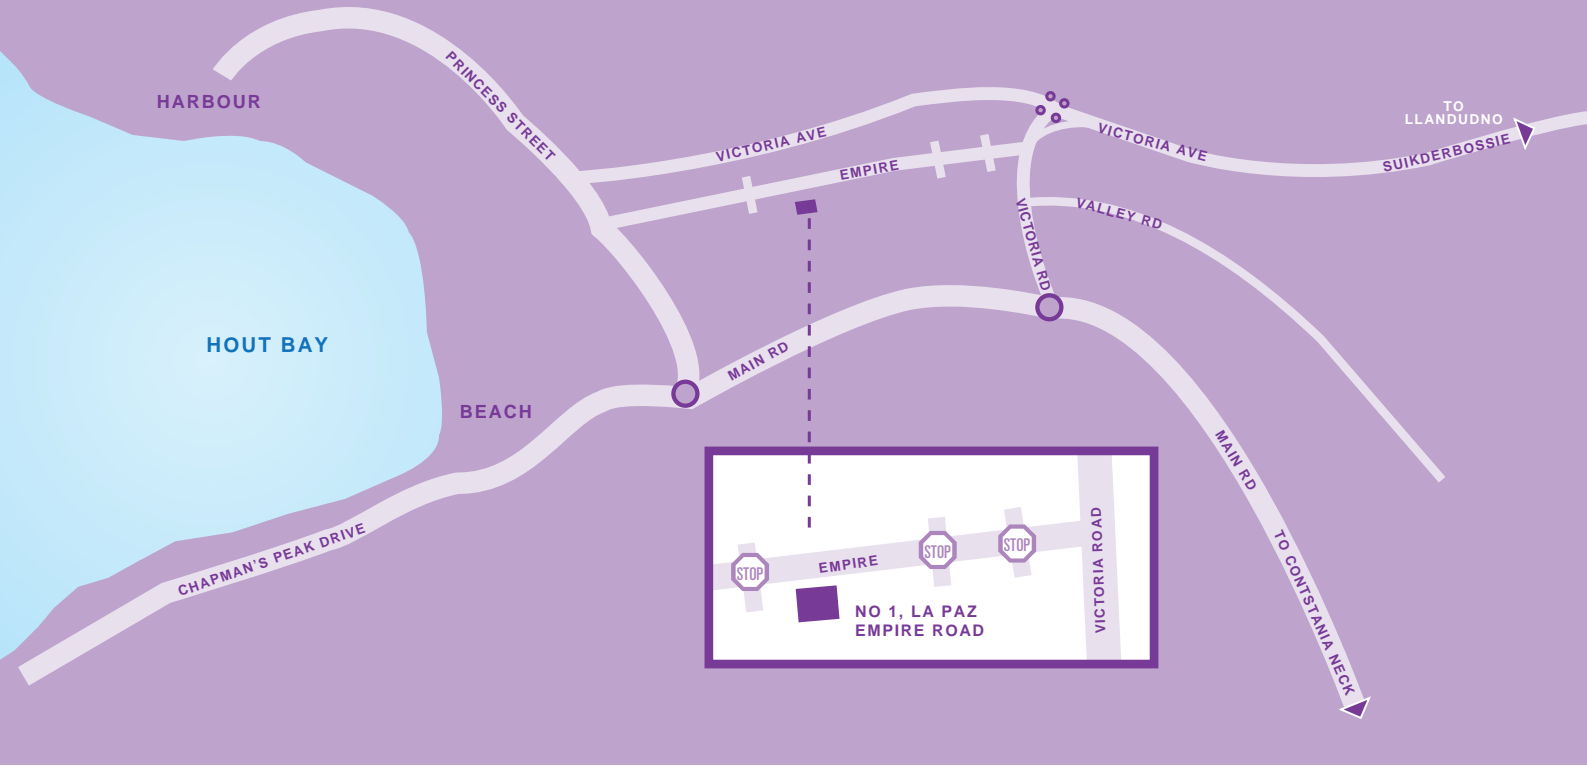 HARBOUR
PRINCESS STREET
TO
LLANDUDNO
VICTORIA AVE
VICTORIA AVE
SUIKDERBOSSIE
EMPIRE
VALLEY RD
VICTORIA RD
HOUT BAY
MAIN RD
BEACH
MAIN RD
CHAPMAN'S PEAK DRIVE
TO CONTSTANIA NECK
STOP
STOP
STOP
EMPIRE
VICTORIA ROAD
NO 1, LA PAZ
EMPIRE ROAD